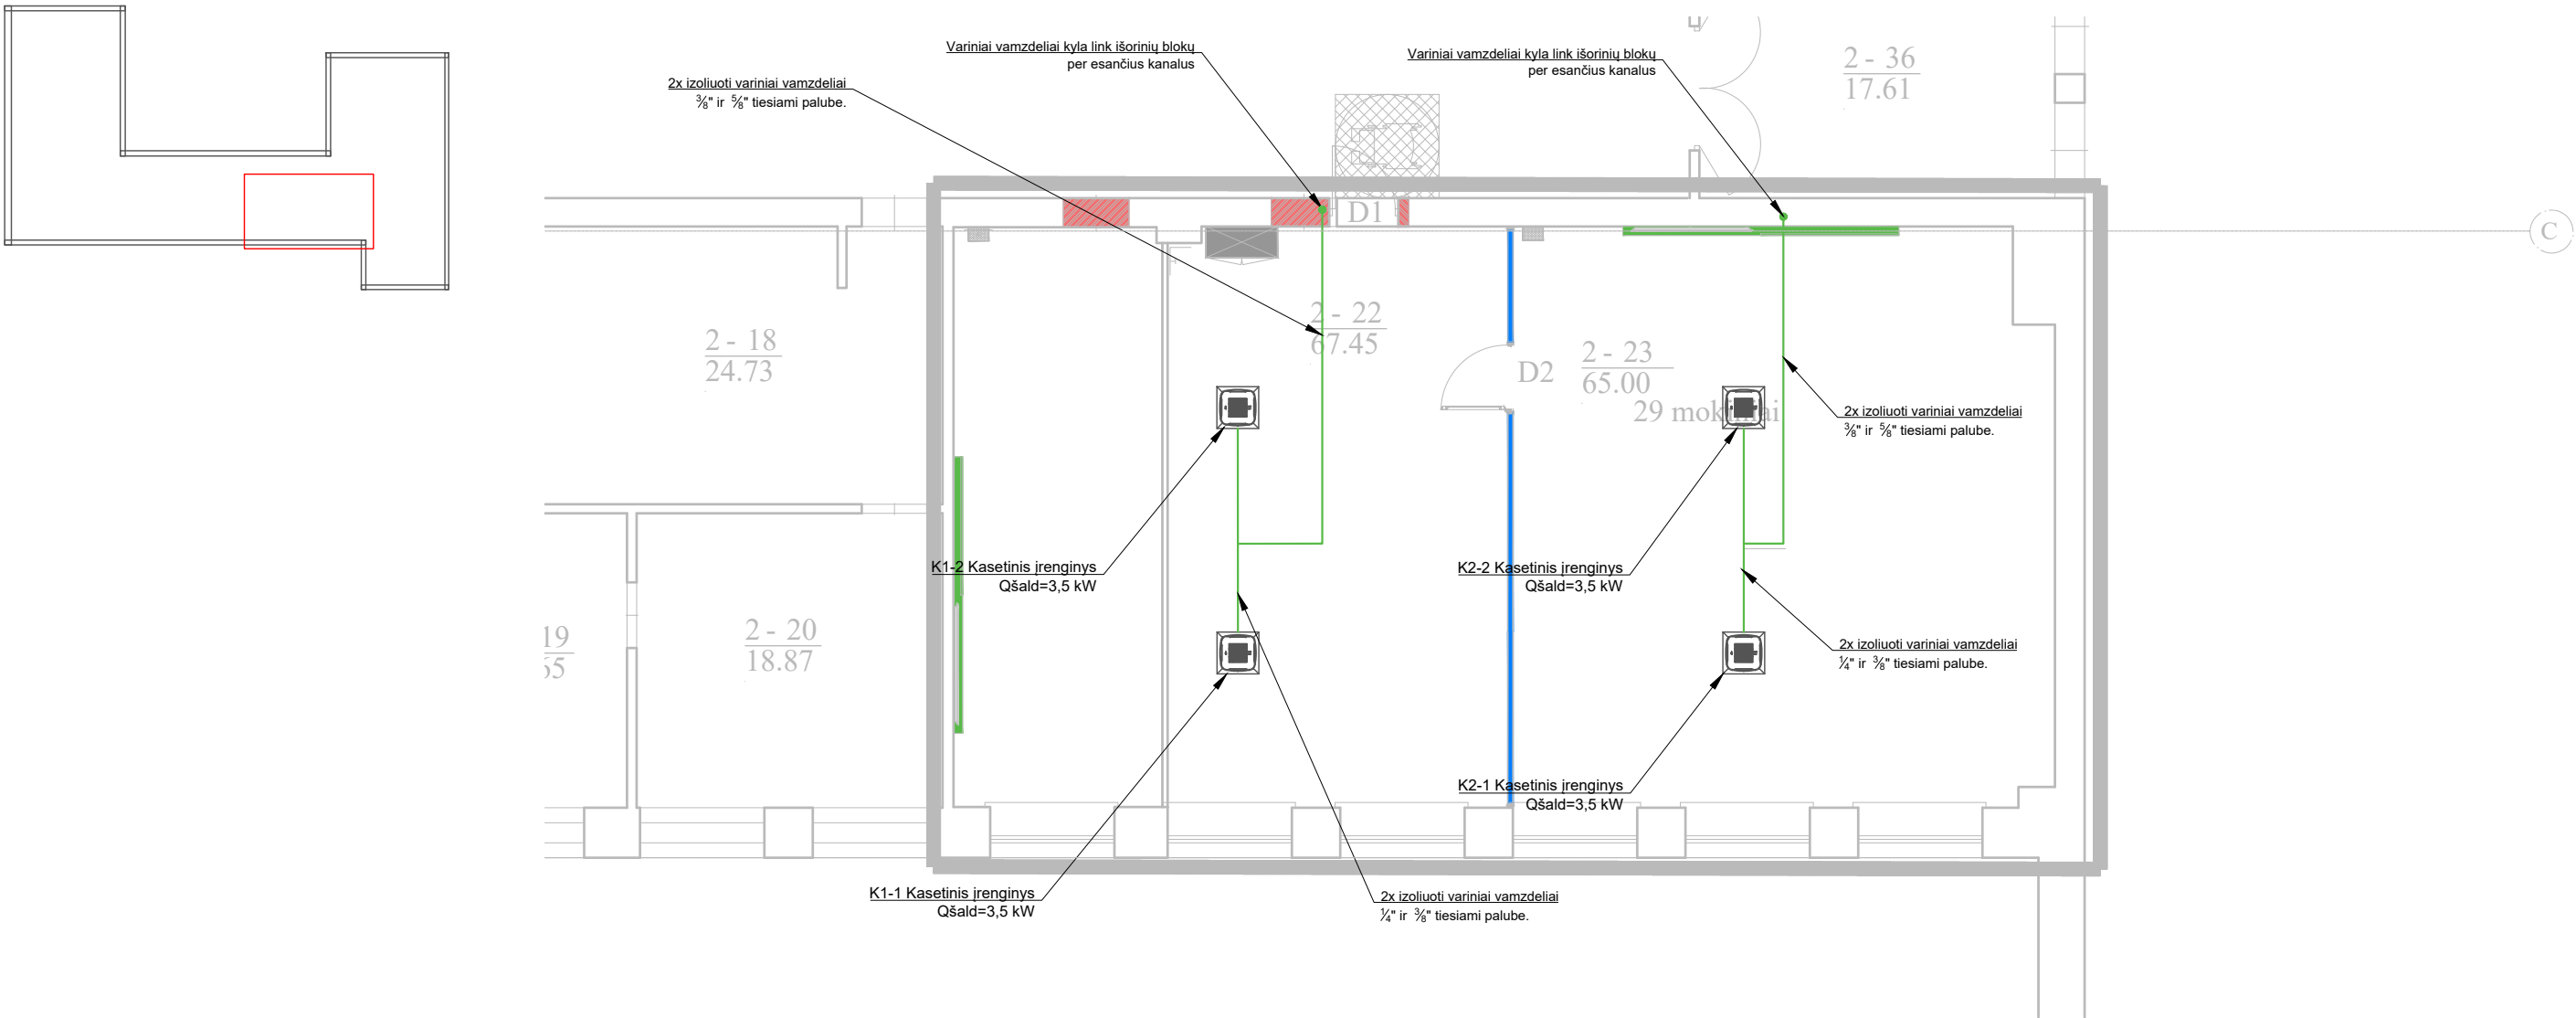 Variniai vamzdeliai kyla link išorinių blokų
per esančius kanalus
Variniai vamzdeliai kyla link išorinių blokų
per esančius kanalus
2x izoliuoti variniai vamzdeliai
⅜" ir ⅝" tiesiami palube.
2 - 36
17.61
D1
C
2 - 22
67.45
2 - 18
24.73
D2
2 - 23
65.00
29 mokiniai
2x izoliuoti variniai vamzdeliai
⅜" ir ⅝" tiesiami palube.
K1-2 Kasetinis įrenginys
Qšald=3,5 kW
K2-2 Kasetinis įrenginys
Qšald=3,5 kW
19
55
2 - 20
18.87
2x izoliuoti variniai vamzdeliai
¼" ir ⅜" tiesiami palube.
K2-1 Kasetinis įrenginys
Qšald=3,5 kW
K1-1 Kasetinis įrenginys
Qšald=3,5 kW
2x izoliuoti variniai vamzdeliai
¼" ir ⅜" tiesiami palube.